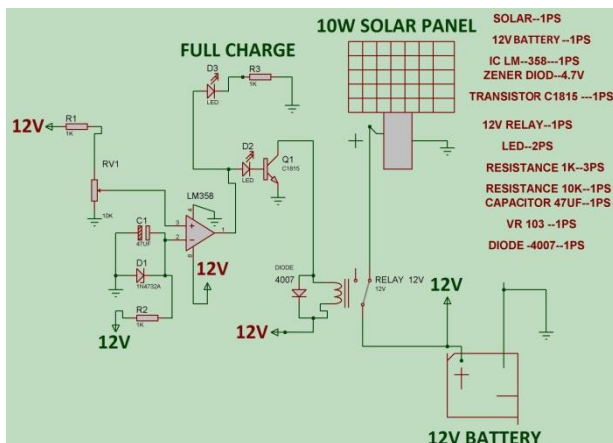 10W SOLAR PANEL
FULL CHARGE
SOLAR--1PS
12V BATTERY --1PS
IC LM--358---1PS
ZENER DIOD--4.7V
TRANSISTOR C1815 ---1PS
12V RELAY--1PS
LED--2PS
RESISTANCE 1K--3PS
RESISTANCE 10K--1PS
CAPACITOR 47UF--1PS
VR 103 --1PS
DIODE -4007--1PS
D3
LED
R3
1K
12V
R1
1K
RV1
10K
D2
LED
Q1
C1815
LM358
3
2
1
4
8
C1
47UF
D1
1N4732A
R2
1K
12V
12V
DIODE
4007
12V
RELAY 12V
12V
12V
12V BATTERY